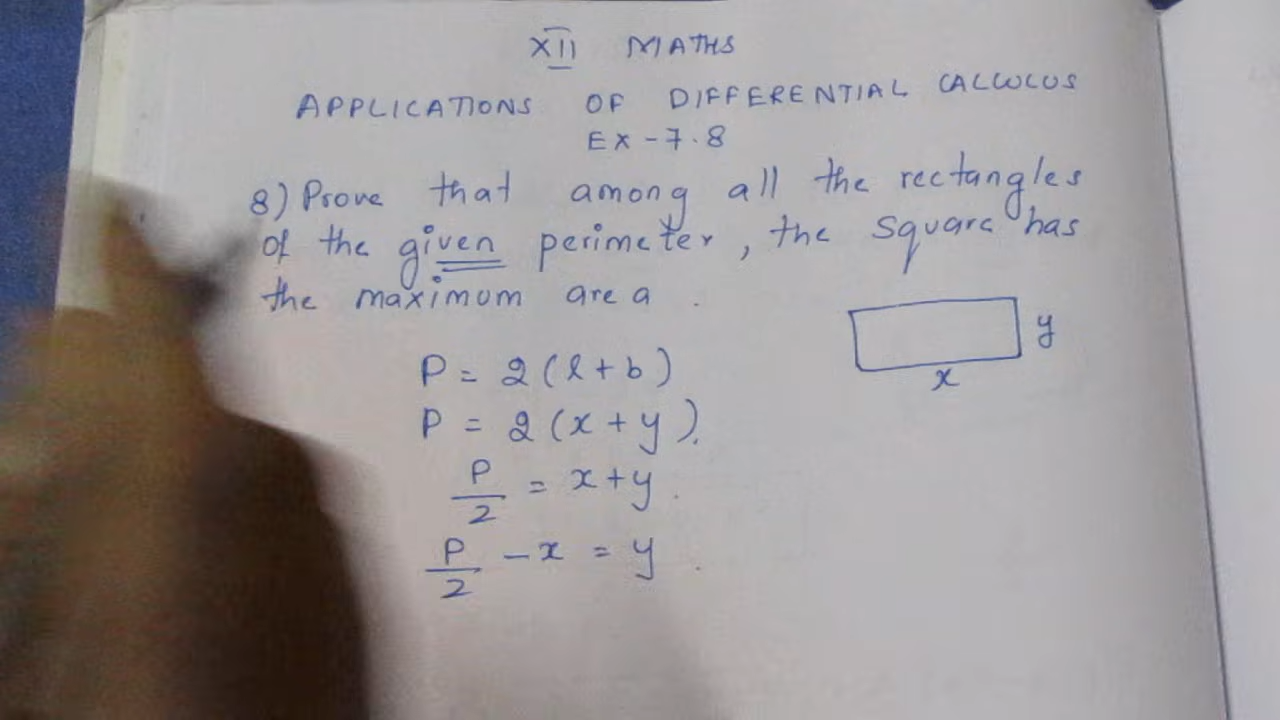 XII MATHS
APPLICATIONS OF DIFFERENTIAL CALCULUS
EX - 7.8
8) Prove that among all the rectangles
of the given perimeter, the square has
the maximum area.
P = 2(l+b)
P = 2(x+y).
P/2 = x+y.
P/2 - x = y.
y
x